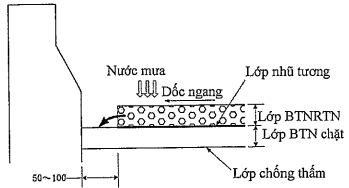 Nước mưa
Dốc ngang
Lớp nhũ tương
Lớp BTNRTN
Lớp BTN chặt
50~100
Lớp chống thấm